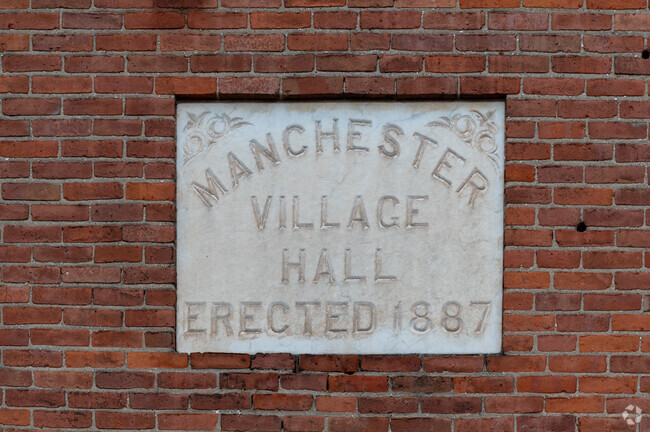 MANCHESTER
VILLAGE
HALL
ERECTED 1887